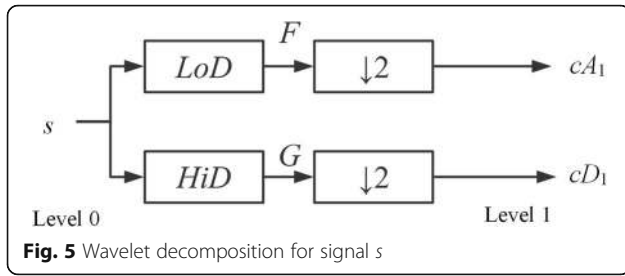 F
LoD
↓2
cA₁
s
G
HiD
↓2
cD₁
Level 0
Level 1
Fig. 5 Wavelet decomposition for signal s